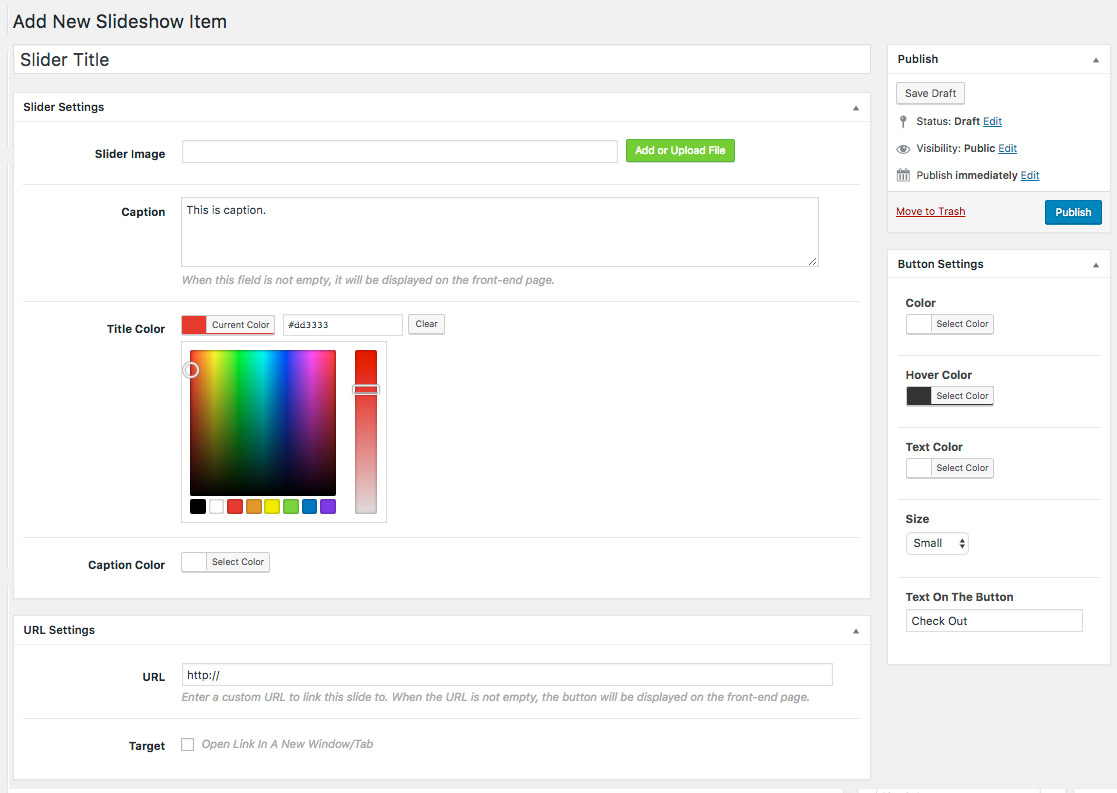 Add New Slideshow Item
Slider Title
Slider Settings
Slider Image
Add or Upload File
Caption
This is caption.
When this field is not empty, it will be displayed on the front-end page.
Title Color
Current Color
#dd3333
Clear
Caption Color
Select Color
URL Settings
URL
http://
Enter a custom URL to link this slide to. When the URL is not empty, the button will be displayed on the front-end page.
Target
Open Link In A New Window/Tab
Publish
Save Draft
Status: Draft Edit
Visibility: Public Edit
Publish immediately Edit
Move to Trash
Publish
Button Settings
Color
Select Color
Hover Color
Select Color
Text Color
Select Color
Size
Small
Text On The Button
Check Out